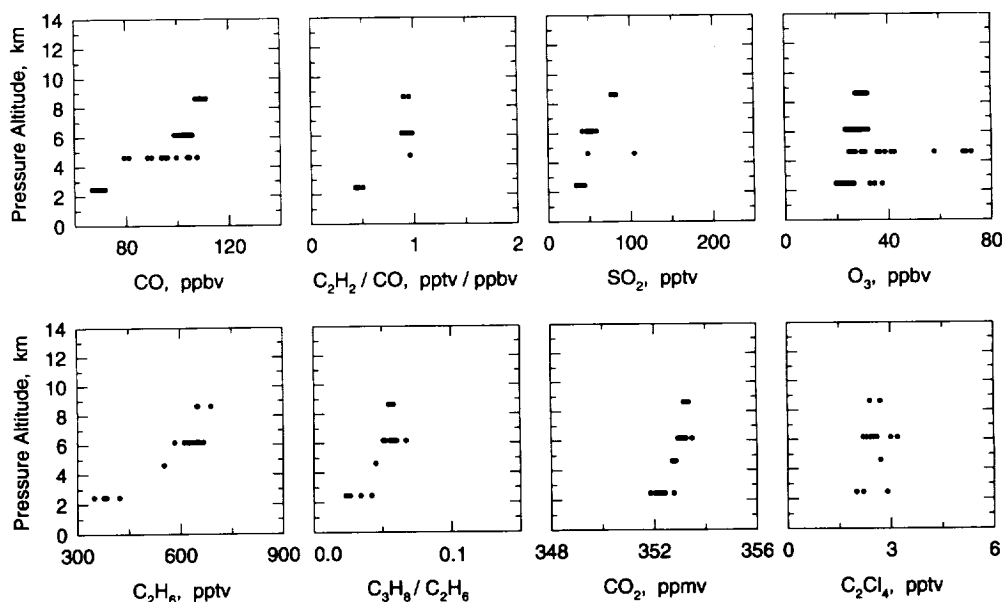 14
12
10
8
6
4
2
0
Pressure Altitude, km
80 120
CO, ppbv
0 1 2
C₂H₂ / CO, pptv / ppbv
0 100 200
SO₂, pptv
0 40 80
O₃, ppbv
14
12
10
8
6
4
2
0
Pressure Altitude, km
300 600 900
C₂H₆, pptv
0.0 0.1
C₃H₈ / C₂H₆
348 352 356
CO₂, ppmv
0 3 6
C₂Cl₄, pptv